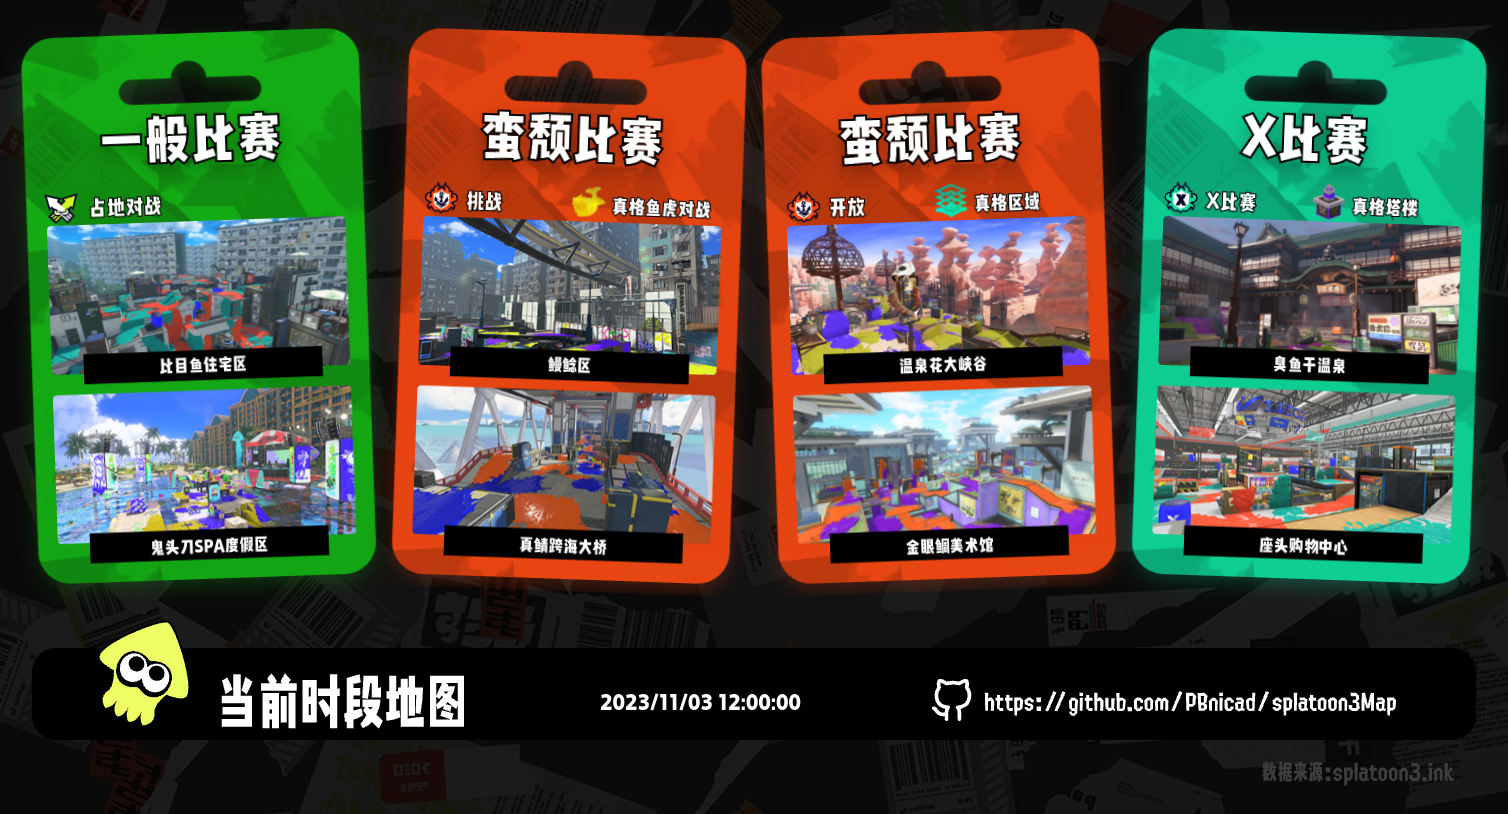 一般比赛
占地对战
比目鱼住宅区
鬼头刀SPA度假区
蛮颓比赛
挑战
真格鱼虎对战
鳗鲶区
真鲭跨海大桥
蛮颓比赛
开放
真格区域
温泉花大峡谷
金眼鲷美术馆
X比赛
X比赛
真格塔楼
臭鱼干温泉
座头购物中心
当前时段地图
2023/11/03 12:00:00
https://github.com/PBnicad/splatoon3Map
数据来源:splatoon3.ink